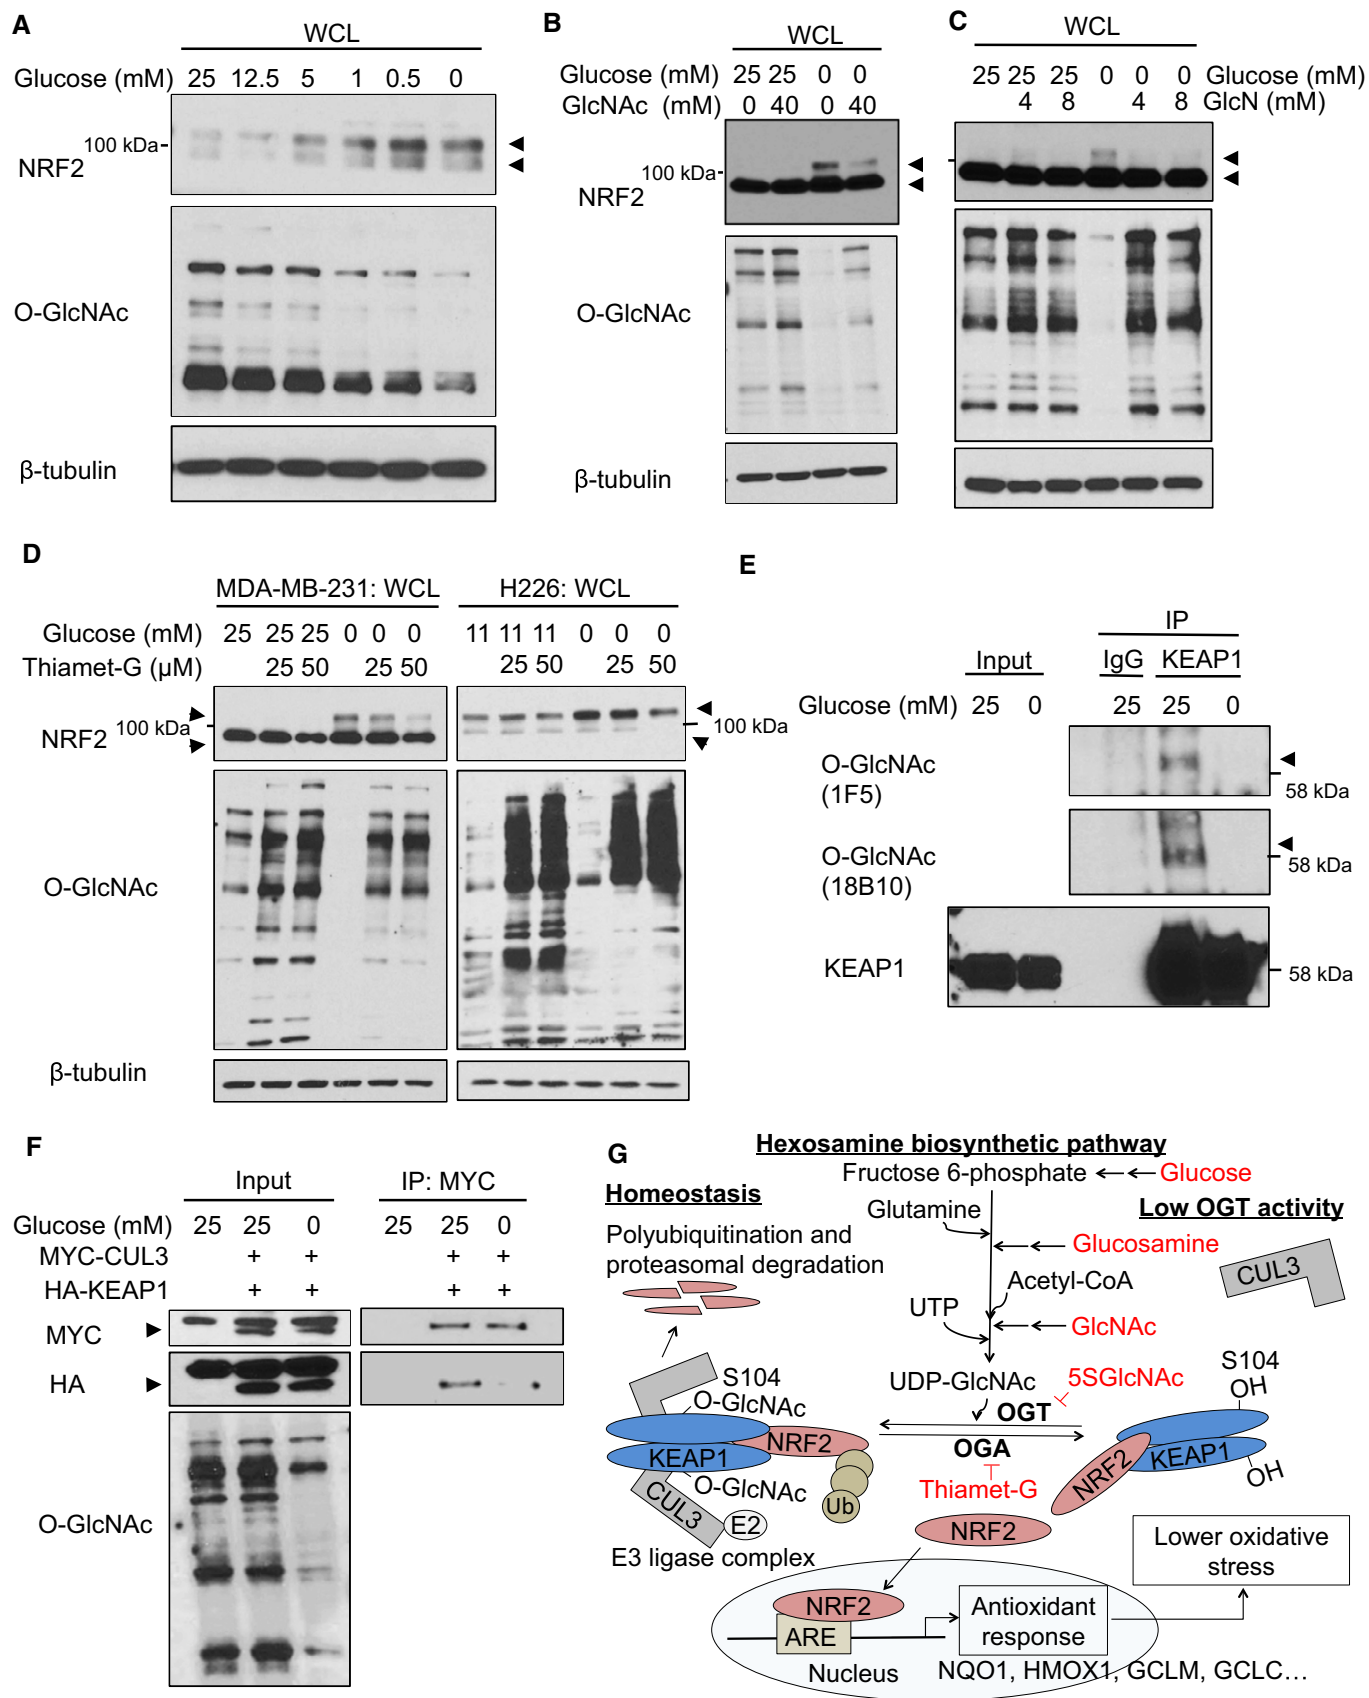 A
WCL
Glucose (mM) 25 12.5 5 1 0.5 0
100 kDa
NRF2
O-GlcNAc
β-tubulin
B
WCL
Glucose (mM) 25 25 0 0
GlcNAc (mM) 0 40 0 40
100 kDa
NRF2
O-GlcNAc
β-tubulin
C
WCL
25 25 25 0 0 0 Glucose (mM)
4 8 4 8 GlcN (mM)
D
MDA-MB-231: WCL H226: WCL
Glucose (mM) 25 25 25 0 0 0 11 11 11 0 0 0
Thiamet-G (μM) 25 50 25 50 25 50 25 50
NRF2 100 kDa 100 kDa
O-GlcNAc
β-tubulin
E
IP
Input IgG KEAP1
Glucose (mM) 25 0 25 25 0
O-GlcNAc
(1F5)
58 kDa
O-GlcNAc
(18B10)
58 kDa
KEAP1
58 kDa
F
Input IP: MYC
Glucose (mM) 25 25 0 25 25 0
MYC-CUL3 + + + +
HA-KEAP1 + + + +
MYC
HA
O-GlcNAc
G
Hexosamine biosynthetic pathway
Fructose 6-phosphate Glucose
Homeostasis
Low OGT activity
Glutamine
Polyubiquitination and
proteasomal degradation
Glucosamine
CUL3
Acetyl-CoA
UTP
GlcNAc
S104
O-GlcNAc
UDP-GlcNAc
5SGlcNAc
S104
OH
OGT
KEAP1
NRF2
OGA
NRF2
KEAP1
OH
O-GlcNAc
Thiamet-G
CUL3
E2
Ub
E3 ligase complex
NRF2
Lower oxidative
stress
NRF2
ARE
Antioxidant
response
Nucleus
NQO1, HMOX1, GCLM, GCLC...